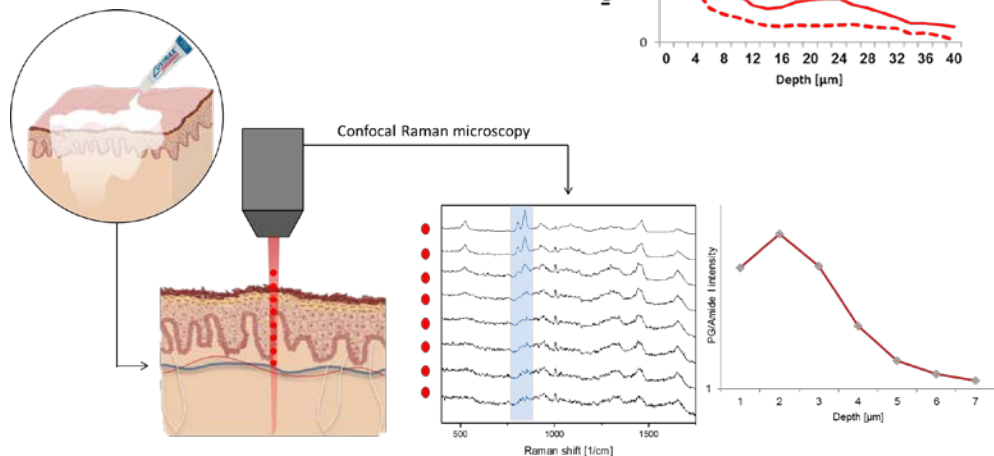 0
0 4 8 12 16 20 24 28 32 36 40
Depth [µm]
Confocal Raman microscopy
500 1000 1500
Raman shift [1/cm]
PG/Amide I intensity
1
1 2 3 4 5 6 7
Depth [µm]